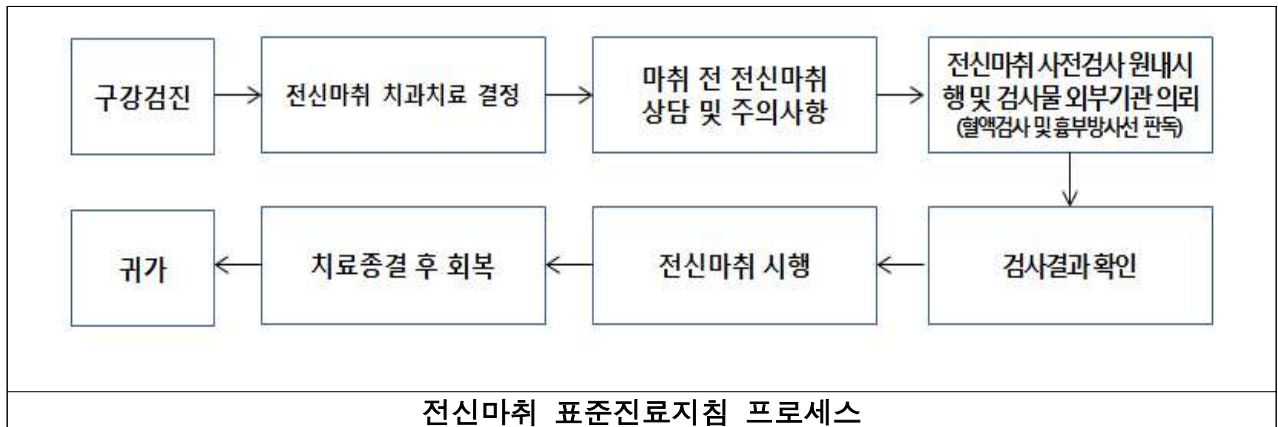 구강검진
전신마취 치과치료 결정
마취 전 전신마취
상담 및 주의사항
전신마취 사전검사 원내시
행 및 검사물 외부기관 의뢰
(혈액검사 및 흉부방사선 판독)
검사결과 확인
전신마취 시행
치료종결 후 회복
귀가
전신마취 표준진료지침 프로세스